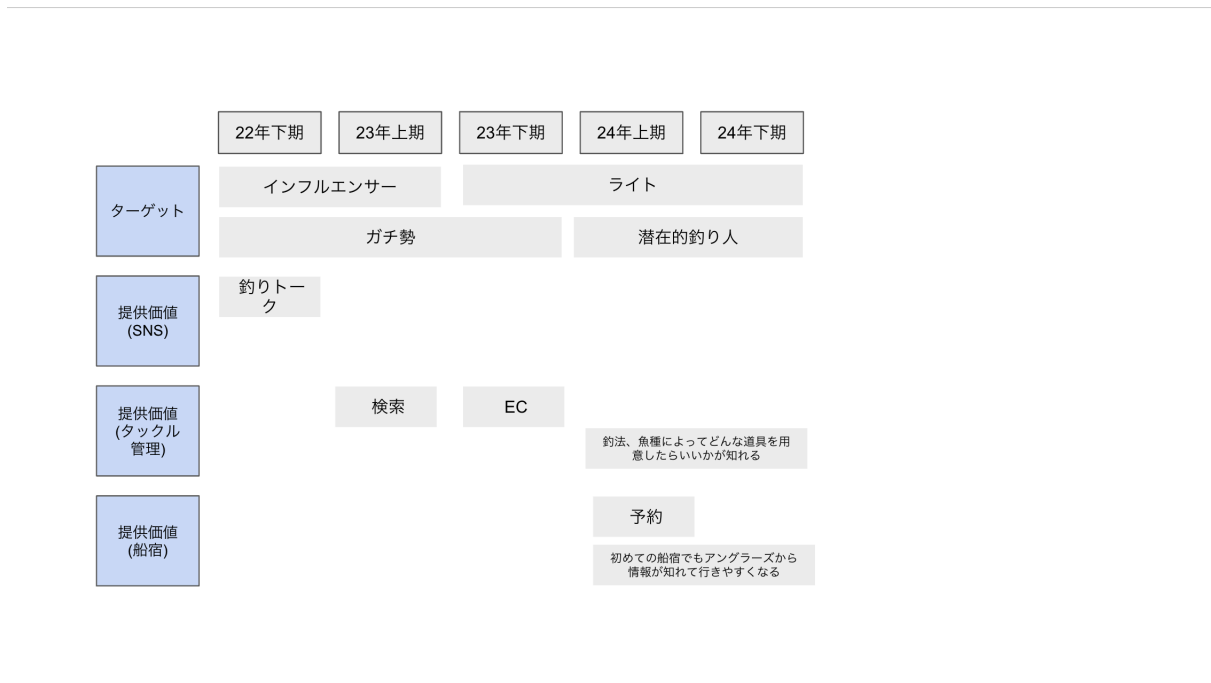 22年下期
23年上期
23年下期
24年上期
24年下期
ターゲット
インフルエンサー
ライト
ガチ勢
潜在的釣り人
提供価値
(SNS)
釣りトー
ク
提供価値
(タックル
管理)
検索
EC
釣法、魚種によってどんな道具を用
意したらいいかが知れる
提供価値
(船宿)
予約
初めての船宿でもアングラーズから
情報が知れて行きやすくなる